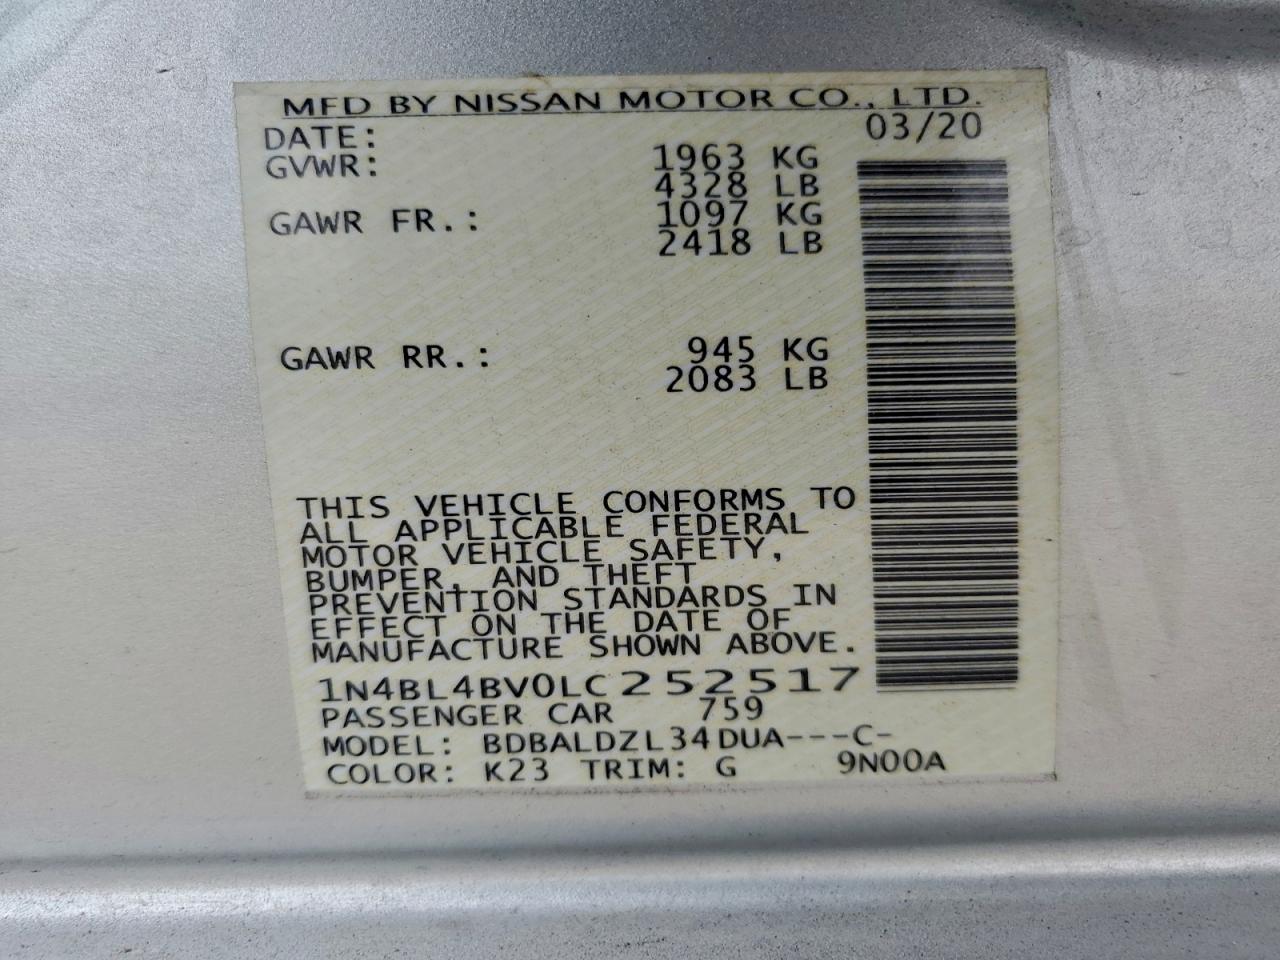 MFD BY NISSAN MOTOR CO., LTD.
DATE: 03/20
GVWR: 1963 KG
4328 LB
GAWR FR.: 1097 KG
2418 LB
GAWR RR.: 945 KG
2083 LB
THIS VEHICLE CONFORMS TO
ALL APPLICABLE FEDERAL
MOTOR VEHICLE SAFETY,
BUMPER, AND THEFT
PREVENTION STANDARDS IN
EFFECT ON THE DATE OF
MANUFACTURE SHOWN ABOVE.
1N4BL4BV0LC252517
PASSENGER CAR 759
MODEL: BDBALDZL34DUA---C-
COLOR: K23 TRIM: G 9N00A